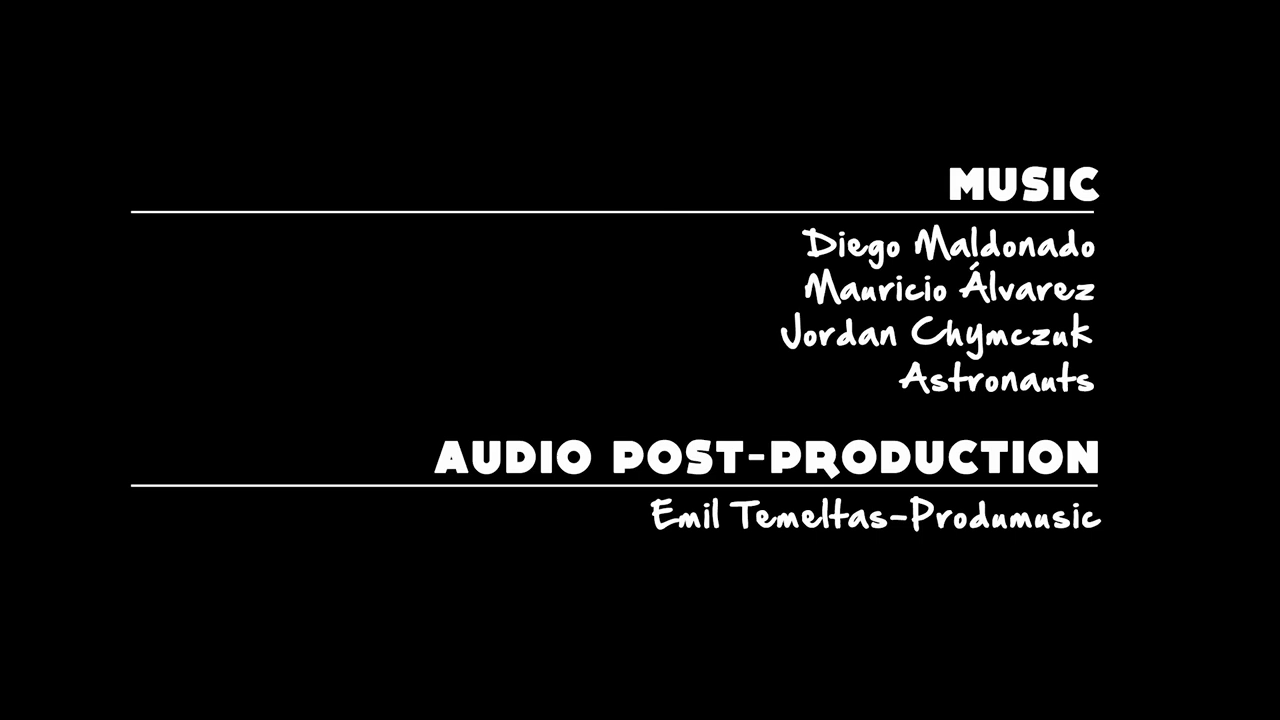 MUSIC
Diego Maldonado
Mauricio Álvarez
Jordan Chymczuk
Astronauts
AUDIO POST-PRODUCTION
Emil Temeltas-Produmusic